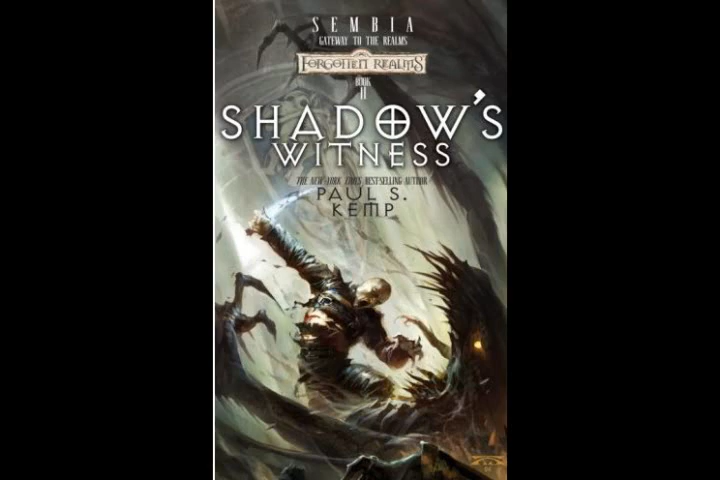 SEMBIA
GATEWAY TO THE REALMS
FORGOTTEN REALMS
BOOK
II
SHADOW'S
WITNESS
THE NEW YORK TIMES BEST-SELLING AUTHOR
PAUL S.
KEMP